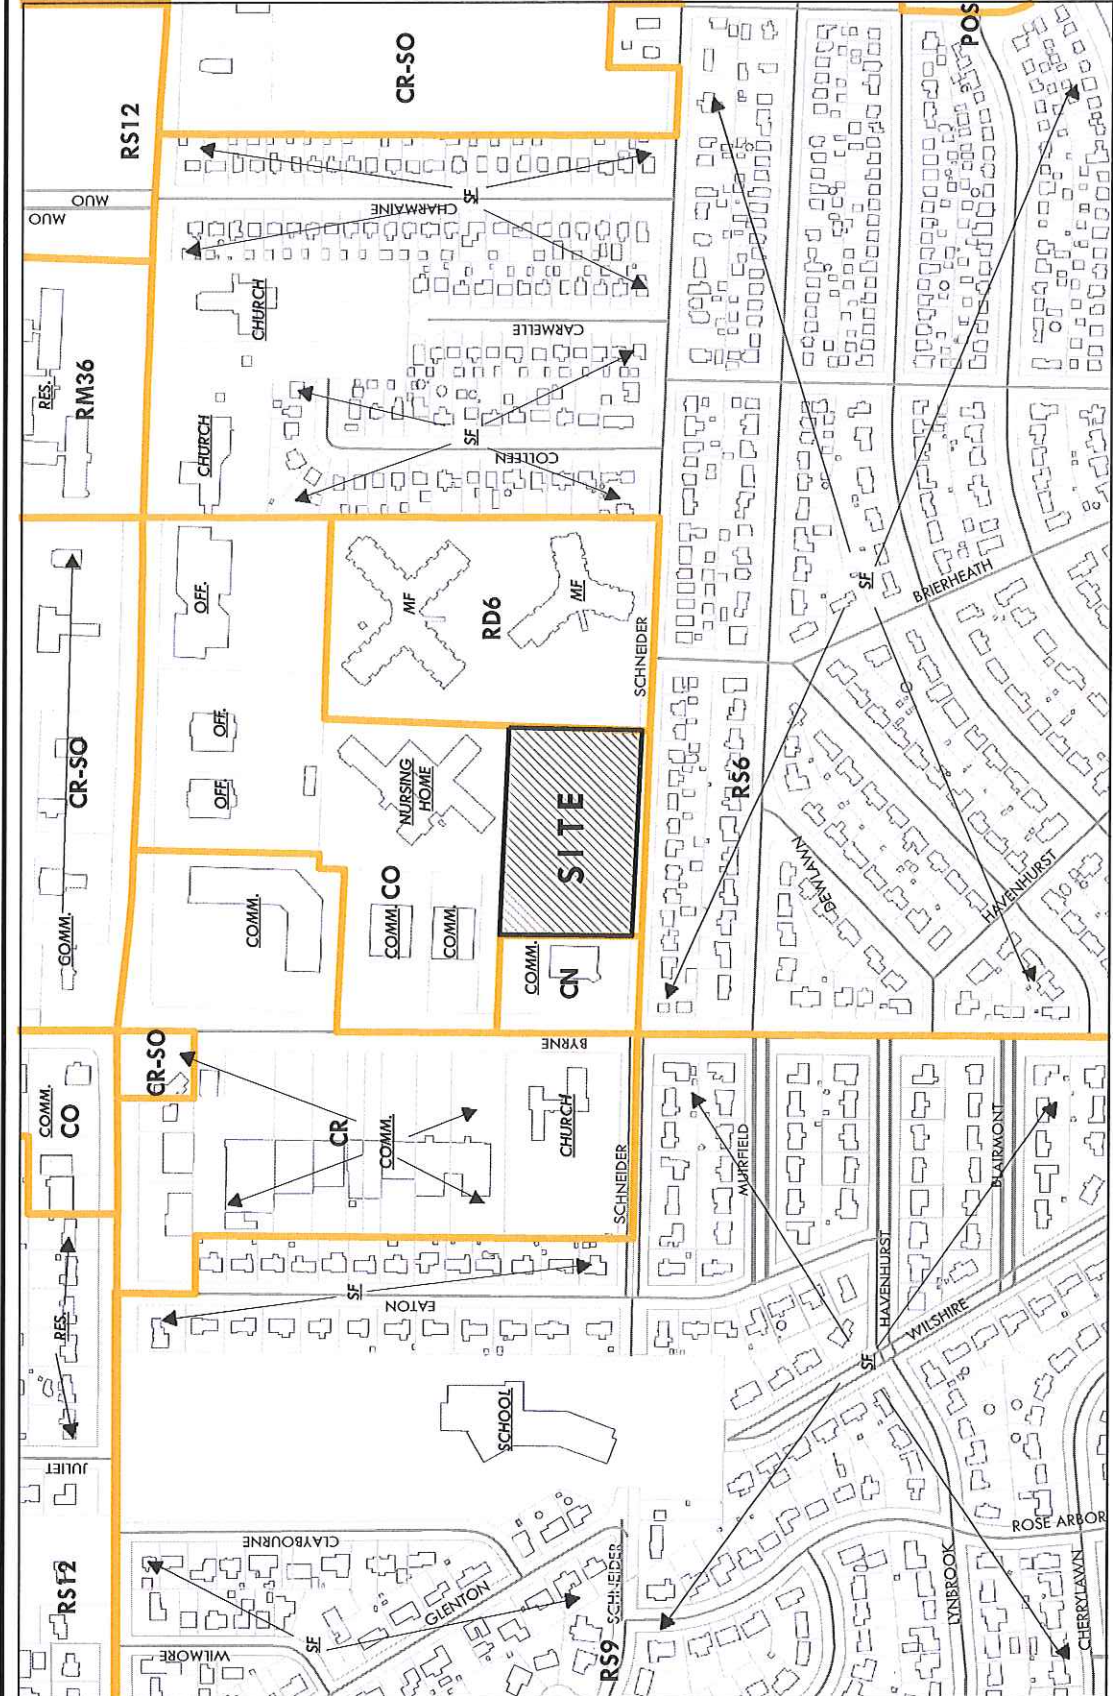 POS
CR-SO
RS12
MUO
MUO
SF
CHARMAINE
CHURCH
CARMELLE
RES.
RM36
CHURCH
SF
COLLEEN
SF
BRIERHEATH
OFF.
MF
MF
RD6
SCHNEIDER
CR-SO
COMM.
OFF.
OFF.
NURSING
HOME
SITE
RS6
DEWLAWN
HAVENHURST
COMM.
CO
COMM.
COMM.
COMM.
CN
BYRNE
CR-SO
COMM.
CO
CR
COMM.
CHURCH
SCHNEIDER
MUIRFIELD
BLAIRMONT
HAVENHURST
WILSHIRE
SF
RES.
SF
EATON
SCHOOL
JULIET
RS12
CLAYBOURNE
GLENTON
SF
WILMORE
RS9
SCHNEIDER
LYNBROOK
ROSE ARBOR
CHERRYLAWN